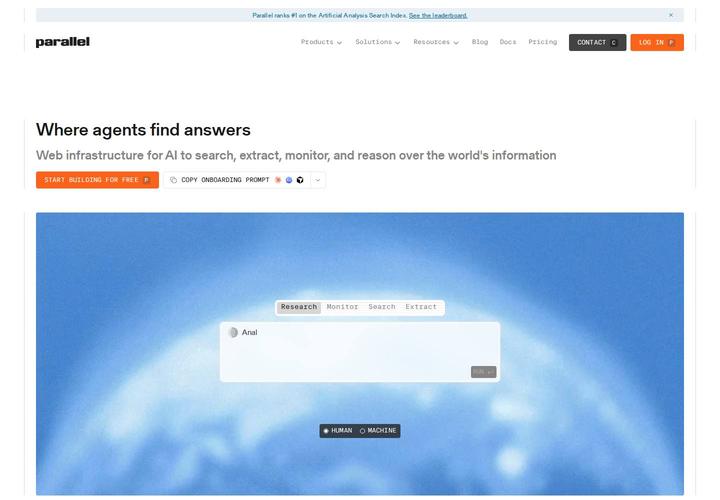 Parallel ranks #1 on the Artificial Analysis Search Index. See the leaderboard.
parallel
Products
Solutions
Resources
Blog
Docs
Pricing
CONTACT C
LOG IN P
Where agents find answers
Web infrastructure for AI to search, extract, monitor, and reason over the world's information
START BUILDING FOR FREE P
COPY ONBOARDING PROMPT
Research
Monitor
Search
Extract
Anal
RUN
HUMAN
MACHINE